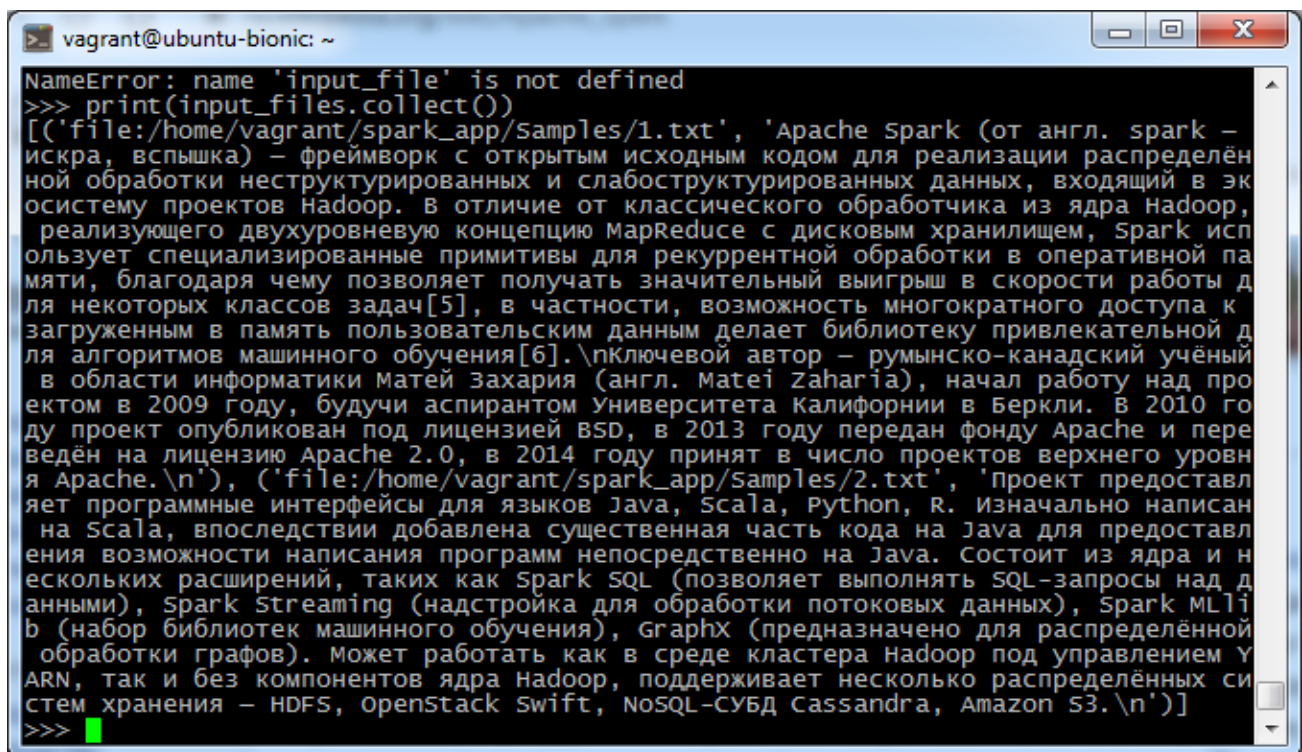 vagrant@ubuntu-bionic: ~
NameError: name 'input_file' is not defined
>>> print(input_files.collect())
[('file:/home/vagrant/spark_app/Samples/1.txt', 'Apache Spark (от англ. spark —
искра, вспышка) — фреймворк с открытым исходным кодом для реализации распределён
ной обработки неструктурированных и слабоструктурированных данных, входящий в эк
осистему проектов Hadoop. В отличие от классического обработчика из ядра Hadoop,
 реализующего двухуровневую концепцию MapReduce с дисковым хранилищем, Spark исп
ользует специализированные примитивы для рекуррентной обработки в оперативной па
мяти, благодаря чему позволяет получать значительный выигрыш в скорости работы д
ля некоторых классов задач[5], в частности, возможность многократного доступа к
загруженным в память пользовательским данным делает библиотеку привлекательной д
ля алгоритмов машинного обучения[6].\nКлючевой автор — румынско-канадский учёный
 в области информатики Матей Захария (англ. Matei Zaharia), начал работу над про
ектом в 2009 году, будучи аспирантом Университета Калифорнии в Беркли. В 2010 го
ду проект опубликован под лицензией BSD, в 2013 году передан фонду Apache и пере
ведён на лицензию Apache 2.0, в 2014 году принят в число проектов верхнего уровн
я Apache.\n'), ('file:/home/vagrant/spark_app/Samples/2.txt', 'Проект предоставл
яет программные интерфейсы для языков Java, Scala, Python, R. Изначально написан
 на Scala, впоследствии добавлена существенная часть кода на Java для предоставл
ения возможности написания программ непосредственно на Java. Состоит из ядра и н
ескольких расширений, таких как Spark SQL (позволяет выполнять SQL-запросы над д
анными), Spark Streaming (надстройка для обработки потоковых данных), Spark MLli
b (набор библиотек машинного обучения), GraphX (предназначено для распределённой
 обработки графов). Может работать как в среде кластера Hadoop под управлением Y
ARN, так и без компонентов ядра Hadoop, поддерживает несколько распределённых си
стем хранения — HDFS, OpenStack Swift, NoSQL-СУБД Cassandra, Amazon S3.\n')]
>>>